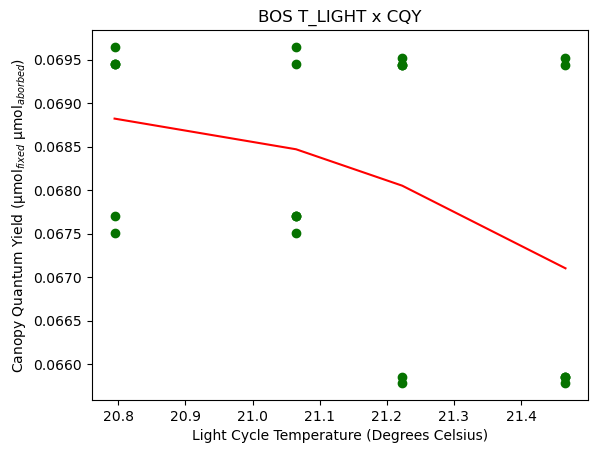 BOS T_LIGHT x CQY
Canopy Quantum Yield (µmol_fixed µmol_aborbed)
0.0695
0.0690
0.0685
0.0680
0.0675
0.0670
0.0665
0.0660
20.8 20.9 21.0 21.1 21.2 21.3 21.4
Light Cycle Temperature (Degrees Celsius)